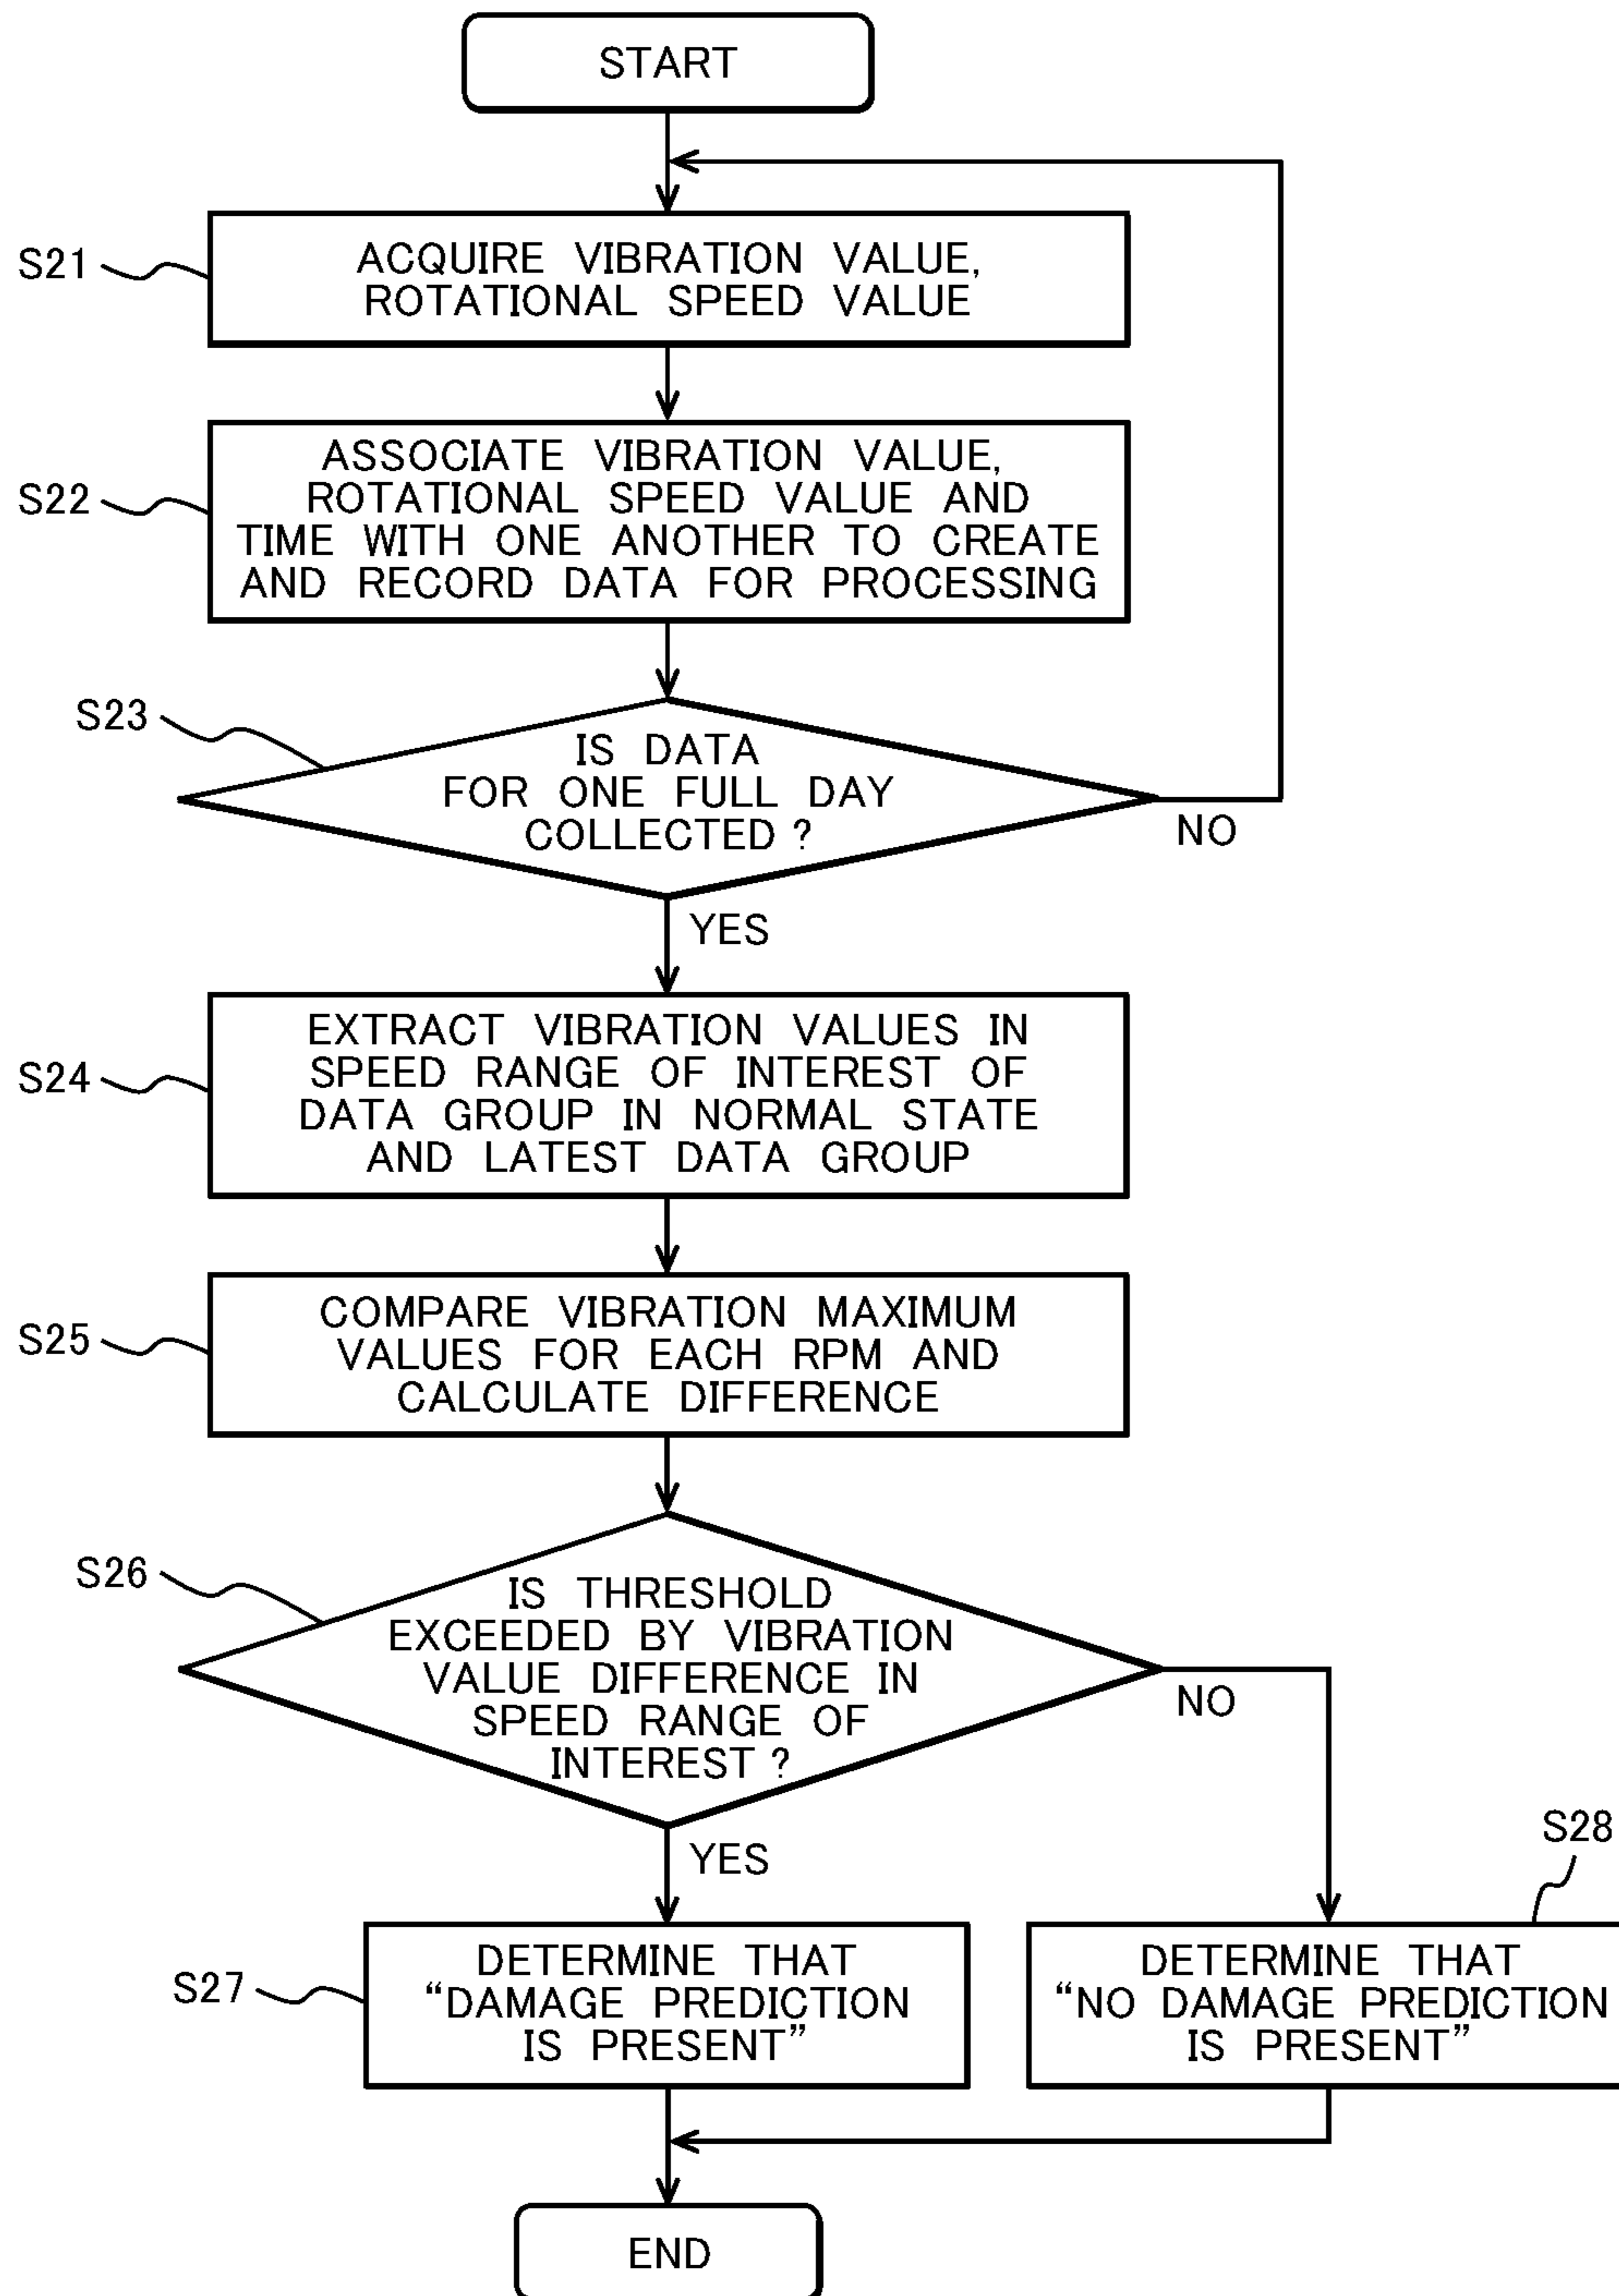 START
S21
ACQUIRE VIBRATION VALUE,
ROTATIONAL SPEED VALUE
S22
ASSOCIATE VIBRATION VALUE,
ROTATIONAL SPEED VALUE AND
TIME WITH ONE ANOTHER TO CREATE
AND RECORD DATA FOR PROCESSING
S23
IS DATA
FOR ONE FULL DAY
COLLECTED ?
NO
YES
S24
EXTRACT VIBRATION VALUES IN
SPEED RANGE OF INTEREST OF
DATA GROUP IN NORMAL STATE
AND LATEST DATA GROUP
S25
COMPARE VIBRATION MAXIMUM
VALUES FOR EACH RPM AND
CALCULATE DIFFERENCE
S26
IS THRESHOLD
EXCEEDED BY VIBRATION
VALUE DIFFERENCE IN
SPEED RANGE OF
INTEREST ?
NO
YES
S27
DETERMINE THAT
“DAMAGE PREDICTION
IS PRESENT”
S28
DETERMINE THAT
“NO DAMAGE PREDICTION
IS PRESENT”
END